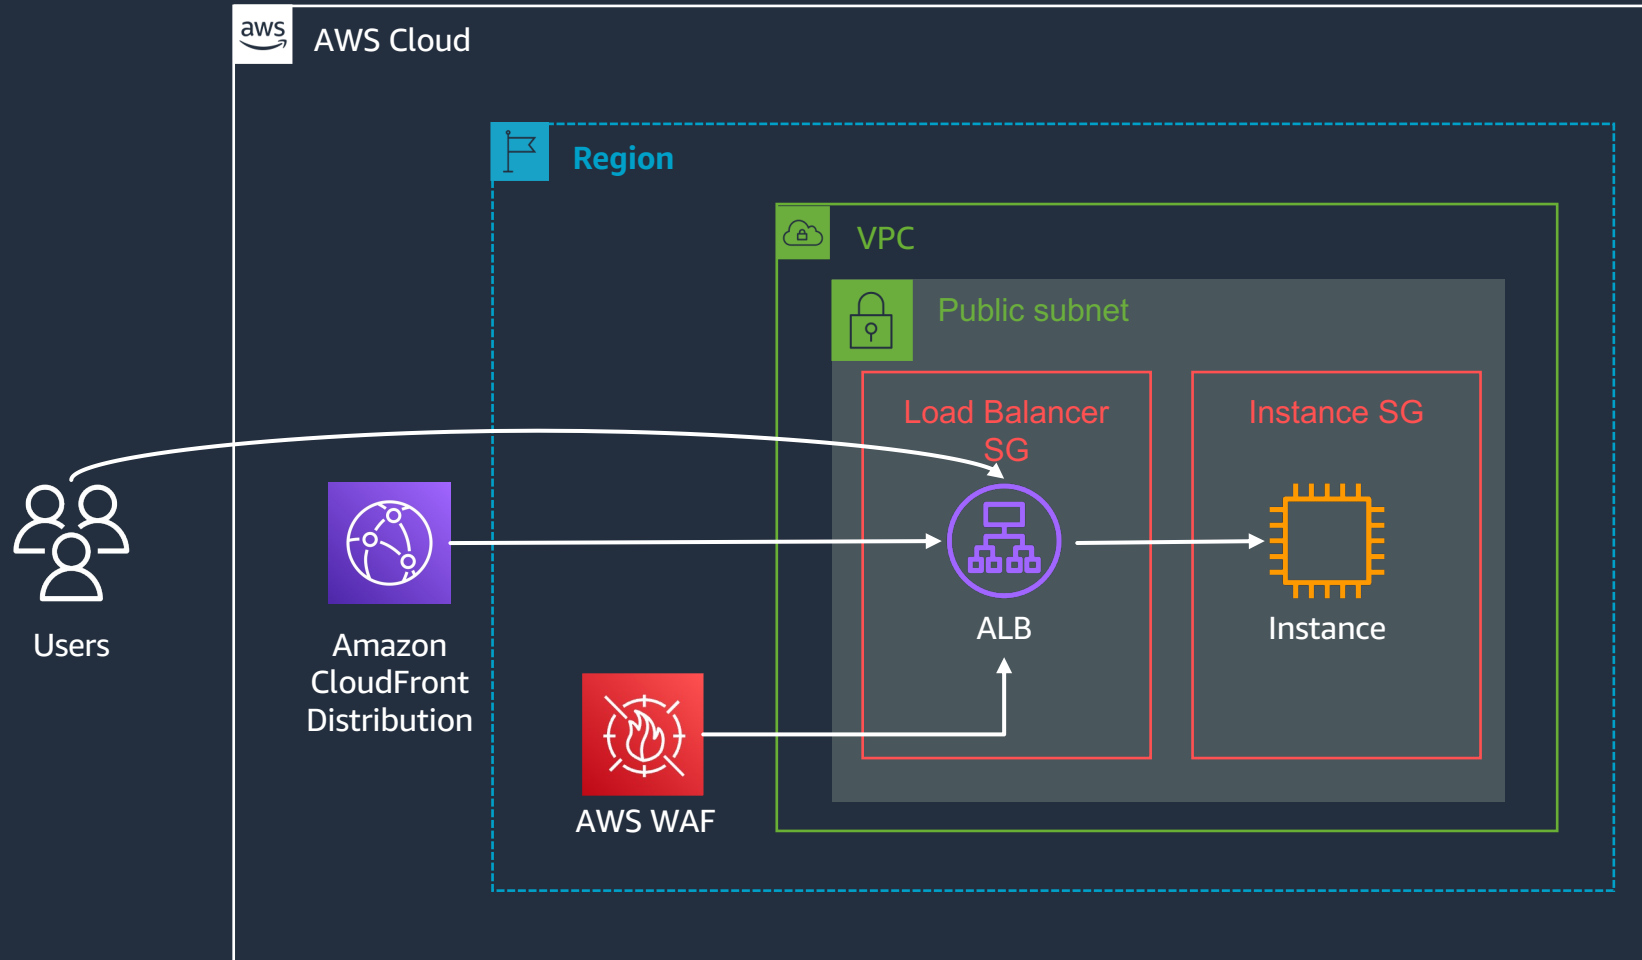 aws
AWS Cloud
Region
VPC
Public subnet
Load Balancer
SG
Instance SG
Users
Amazon
CloudFront
Distribution
ALB
Instance
AWS WAF